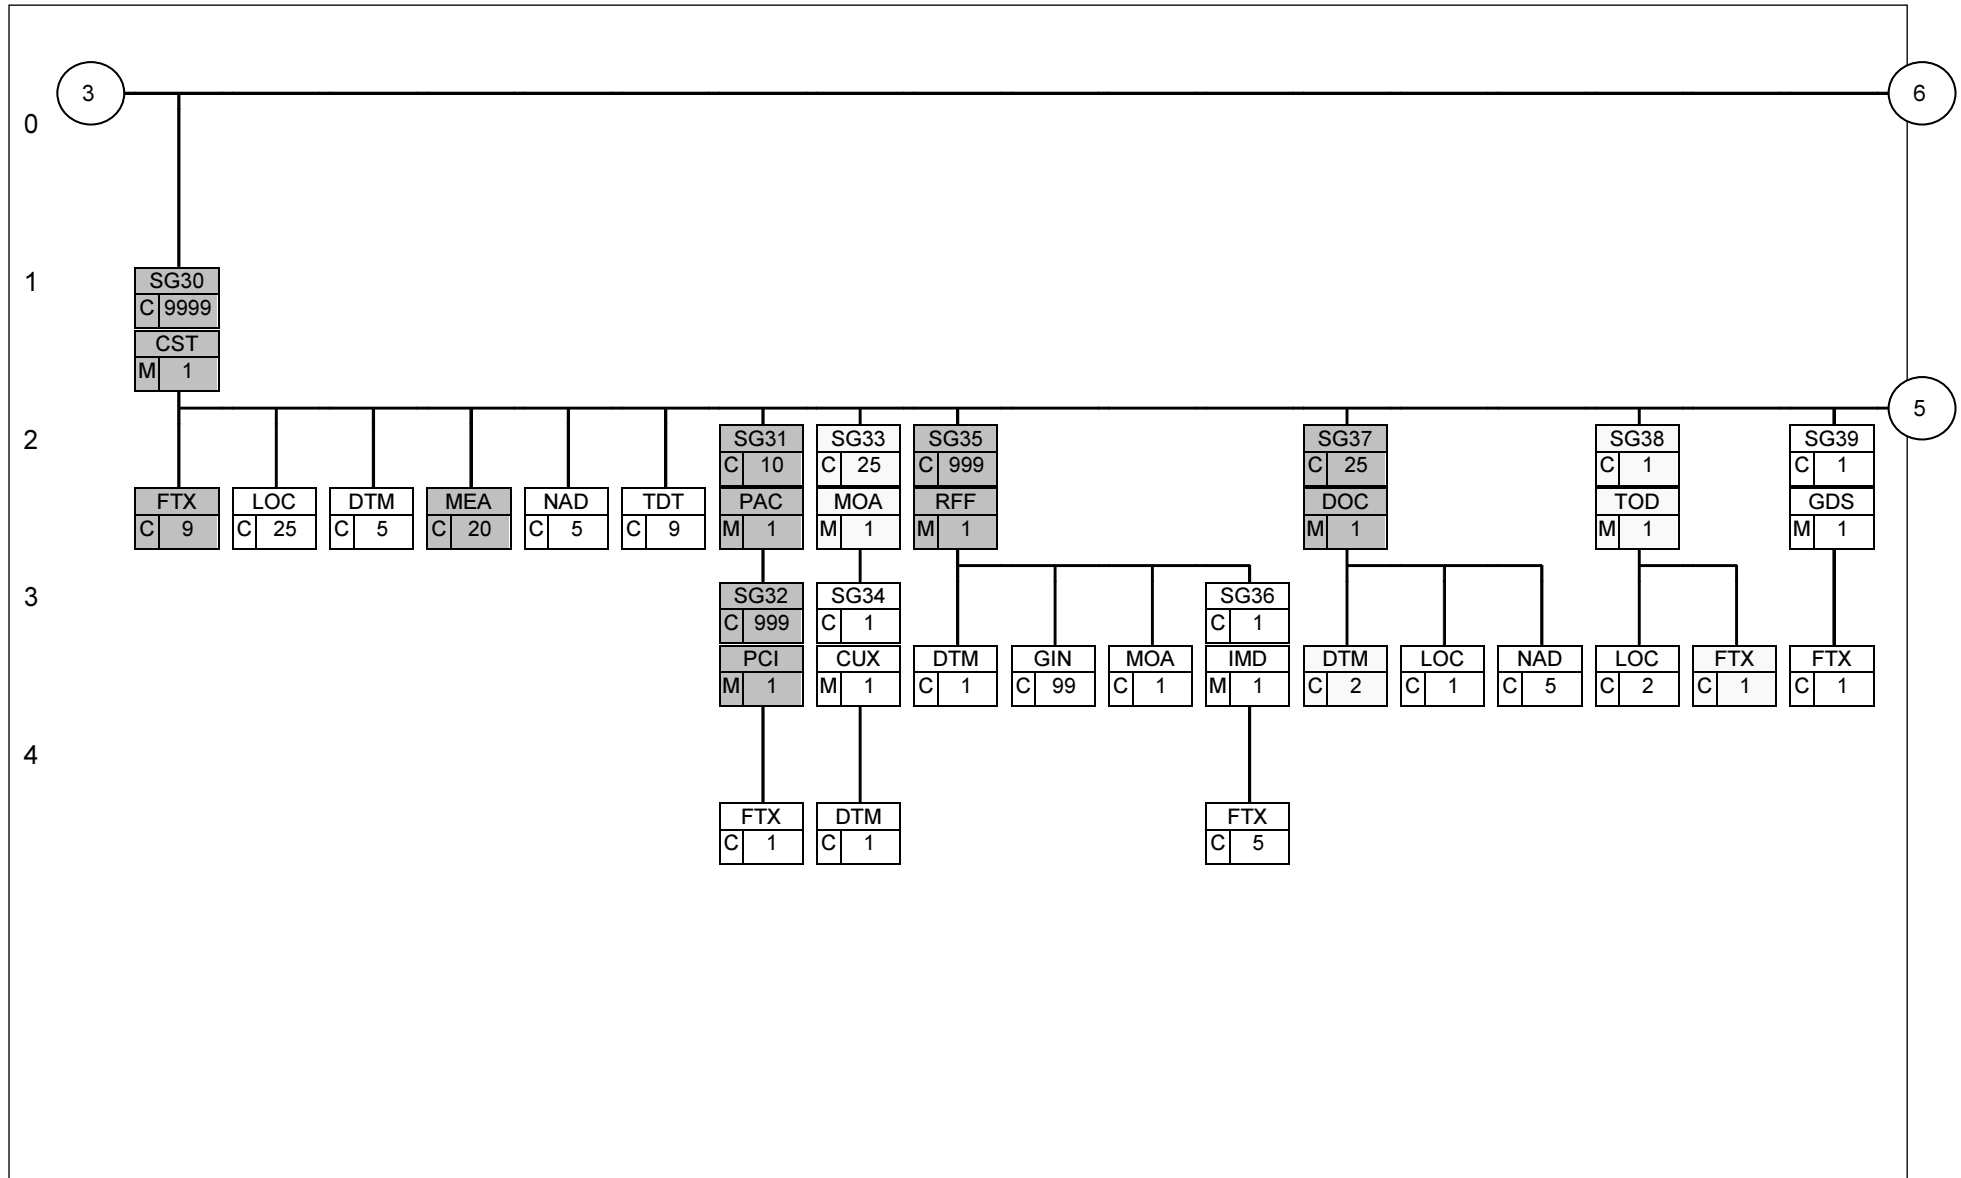 3
6
0
1
SG30
C 9999
CST
M 1
5
2
SG31 SG33 SG35 SG37 SG38 SG39
C 10 C 25 C 999 C 25 C 1 C 1
FTX LOC DTM MEA NAD TDT PAC MOA RFF DOC TOD GDS
C 9 C 25 C 5 C 20 C 5 C 9 M 1 M 1 M 1 M 1 M 1 M 1
3
SG32 SG34 SG36
C 999 C 1 C 1
PCI CUX DTM GIN MOA IMD DTM LOC NAD LOC FTX FTX
M 1 M 1 C 1 C 99 C 1 M 1 C 2 C 1 C 5 C 2 C 1 C 1
4
FTX DTM FTX
C 1 C 1 C 5